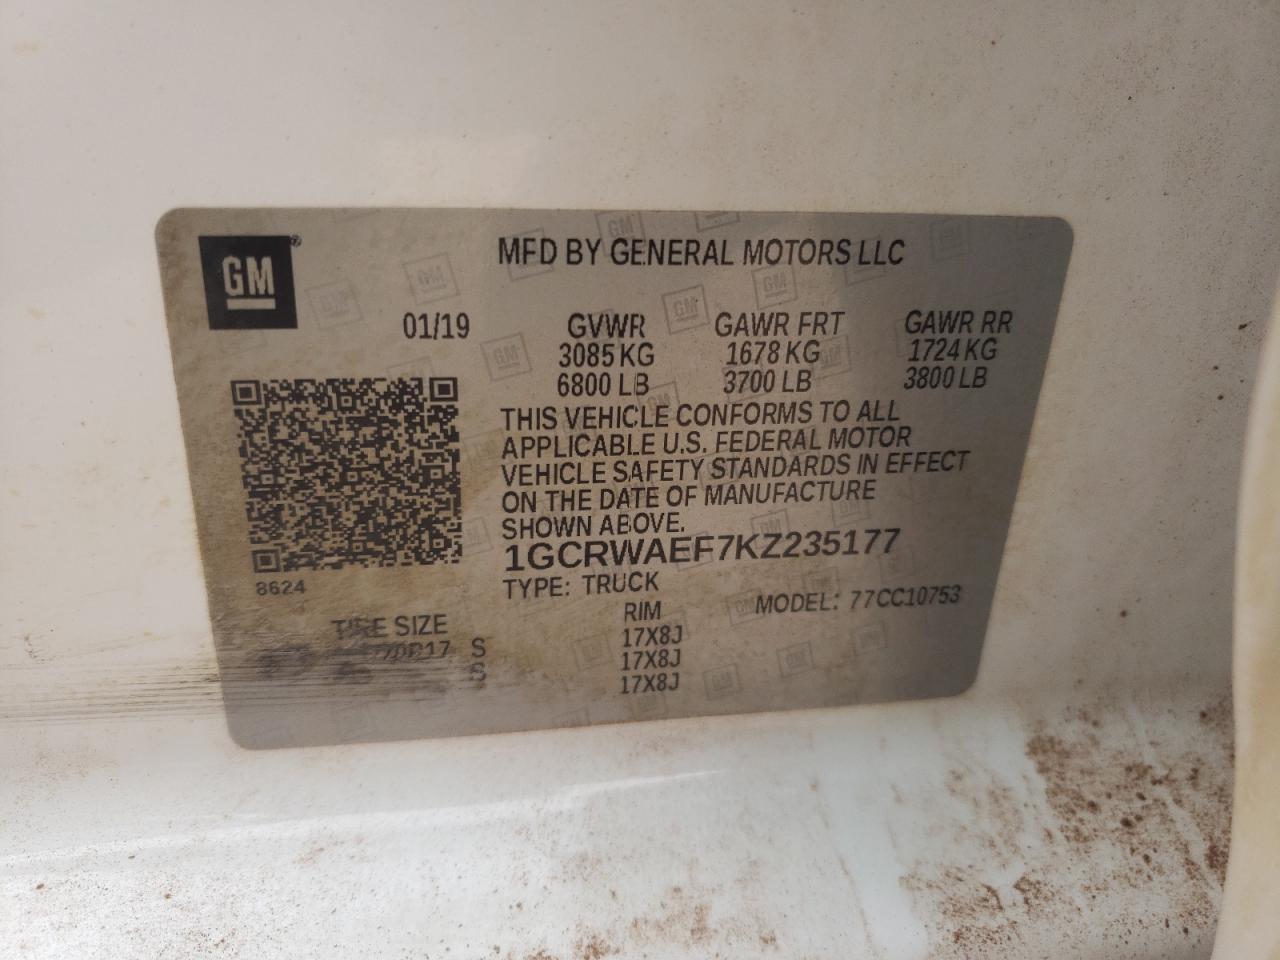 GM
MFD BY GENERAL MOTORS LLC
01/19 GVWR GAWR FRT GAWR RR
3085 KG 1678 KG 1724 KG
6800 LB 3700 LB 3800 LB
THIS VEHICLE CONFORMS TO ALL
APPLICABLE U.S. FEDERAL MOTOR
VEHICLE SAFETY STANDARDS IN EFFECT
ON THE DATE OF MANUFACTURE
SHOWN ABOVE.
1GCRWAEF7KZ235177
8624
TYPE: TRUCK
MODEL: 77CC10753
TIRE SIZE RIM
S 17X8J
S 17X8J
17X8J